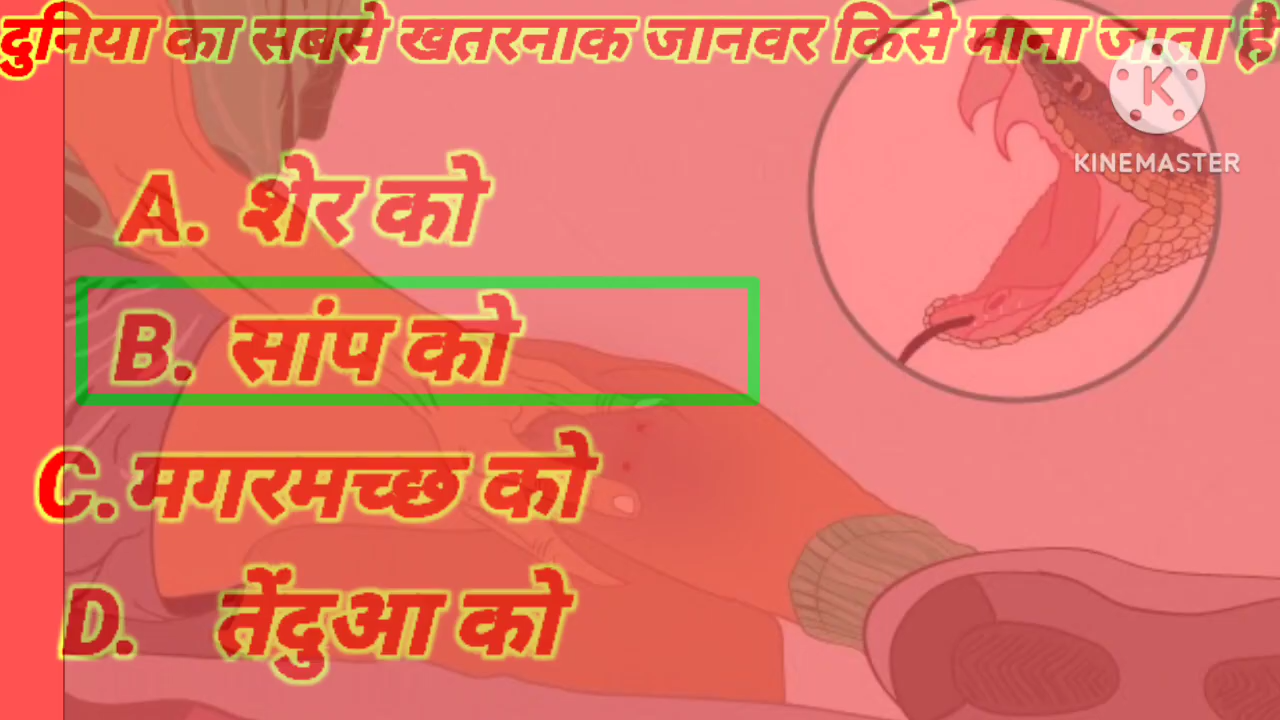 दुनिया का सबसे खतरनाक जानवर किसे माना जाता है
KINEMASTER
A. शेर को
B. सांप को
C. मगरमच्छ को
D. तेंदुआ को